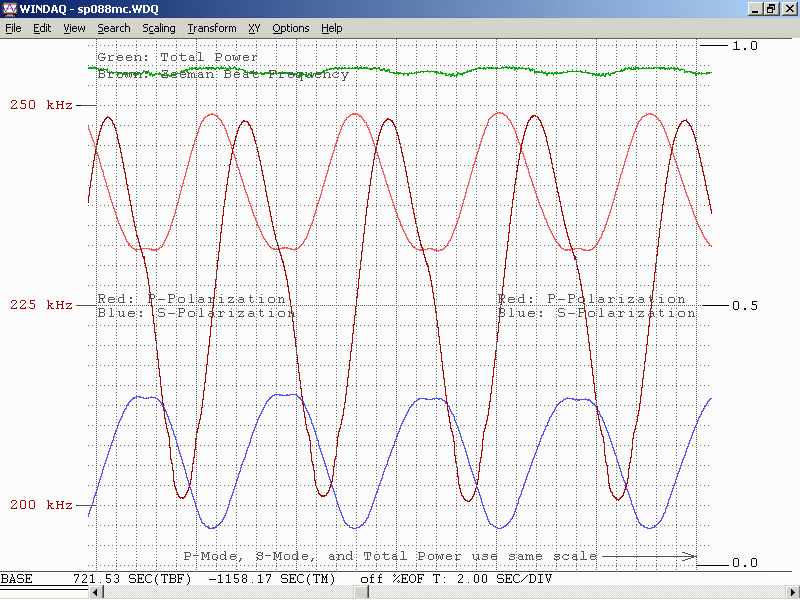 WINDAQ - sp088mc.WDQ
File Edit View Search Scaling Transform XY Options Help
1.0
Green: Total Power
Brown: Zeeman Beat Frequency
250 kHz
Red: P-Polarization Red: P-Polarization
225 kHz 0.5
Blue: S-Polarization Blue: S-Polarization
200 kHz
P-Mode, S-Mode, and Total Power use same scale
0.0
BASE 721.53 SEC(TBF) -1158.17 SEC(TM) off %EOF T: 2.00 SEC/DIV